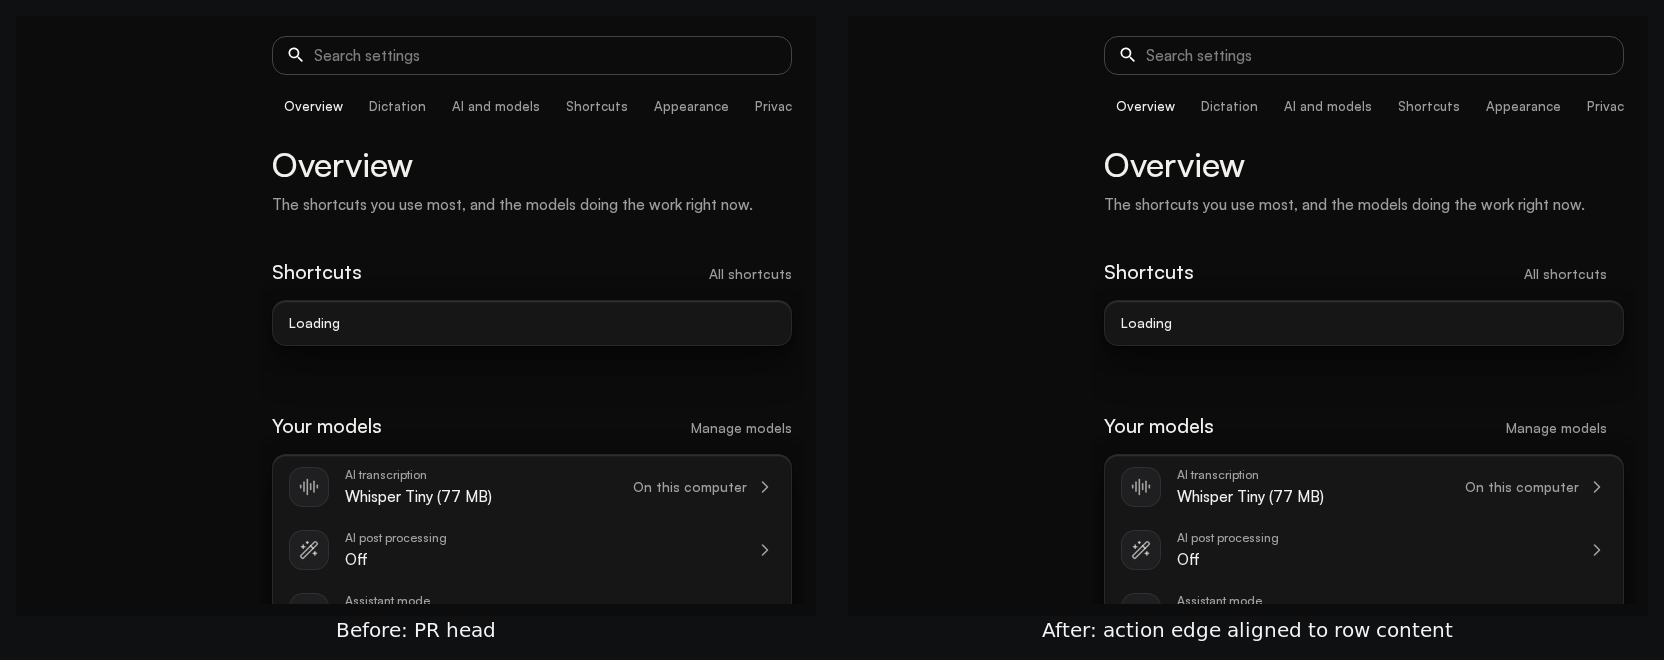 Search settings
Overview Dictation AI and models Shortcuts Appearance Privac
Overview
The shortcuts you use most, and the models doing the work right now.
Shortcuts All shortcuts
Loading
Your models Manage models
AI transcription
Whisper Tiny (77 MB) On this computer
AI post processing
Off
Assistant mode
Before: PR head
Search settings
Overview Dictation AI and models Shortcuts Appearance Privac
Overview
The shortcuts you use most, and the models doing the work right now.
Shortcuts All shortcuts
Loading
Your models Manage models
AI transcription
Whisper Tiny (77 MB) On this computer
AI post processing
Off
Assistant mode
After: action edge aligned to row content